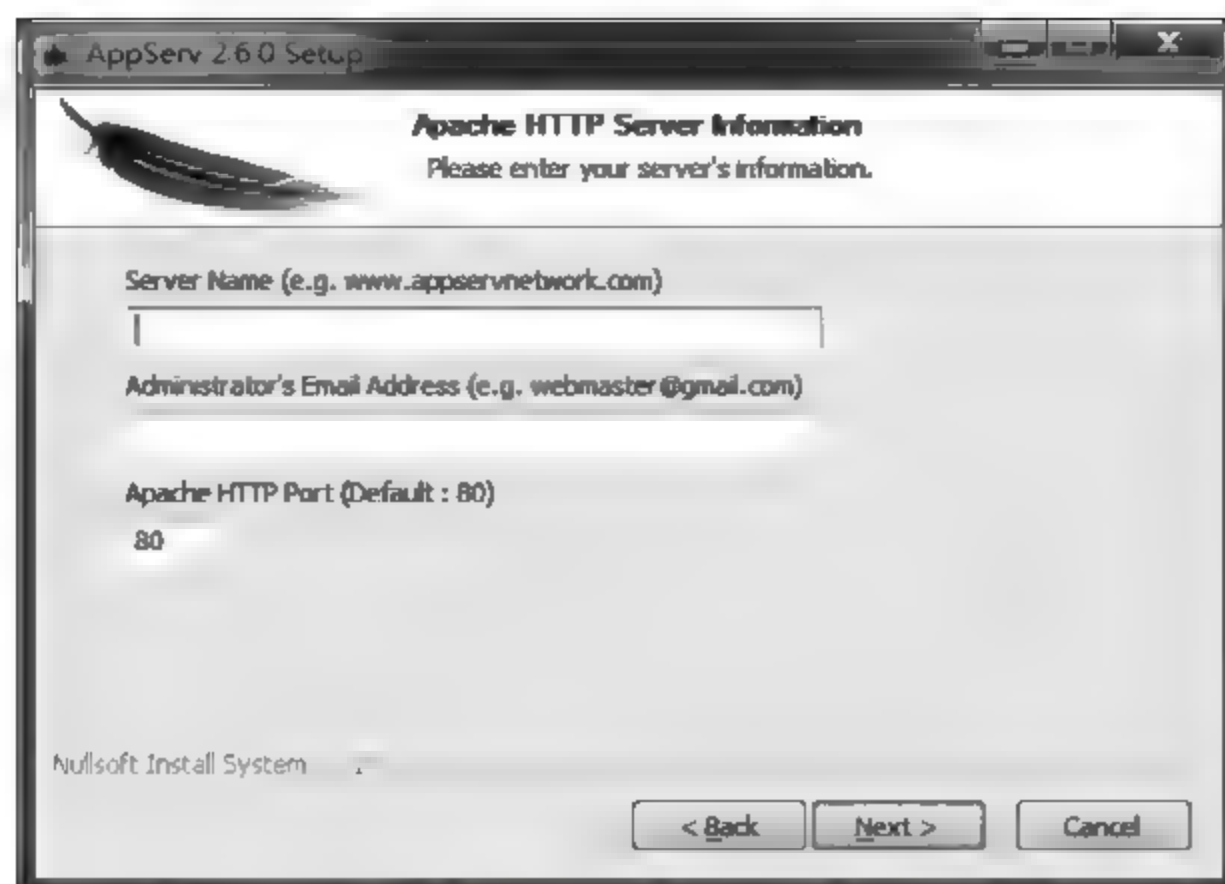 AppServ 2.6.0 Setup
Apache HTTP Server Information
Please enter your server's information.
Server Name (e.g. www.appservnetwork.com)
Administrator's Email Address (e.g. webmaster@gmail.com)
Apache HTTP Port (Default : 80)
80
Nullsoft Install System
< Back Next > Cancel